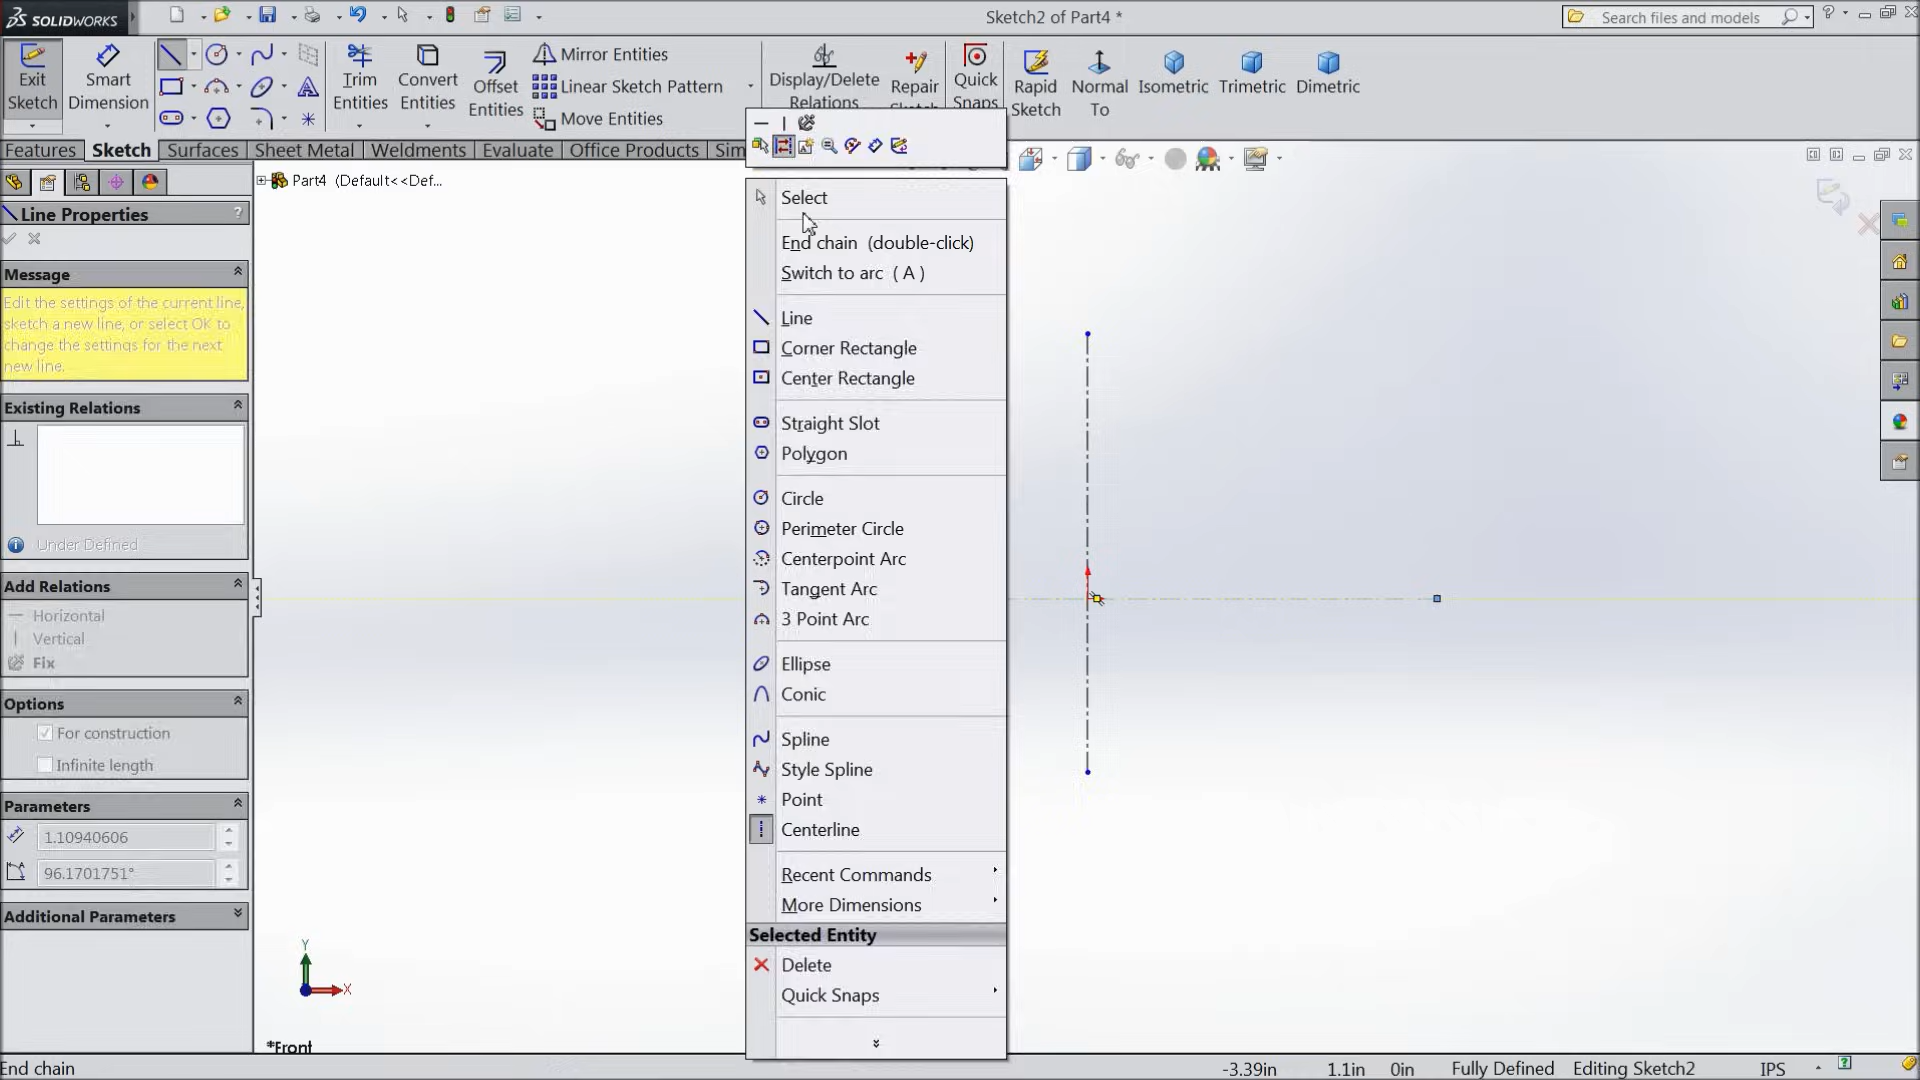 SOLIDWORKS
Sketch2 of Part4 *
Search files and models
?
Exit
Sketch
Smart
Dimension
Trim
Entities
Convert
Entities
Offset
Entities
Mirror Entities
Linear Sketch Pattern
Move Entities
Display/Delete
Relations
Repair
Quick
Snaps
Rapid
Sketch
Normal
To
Isometric
Trimetric
Dimetric
Features
Sketch
Surfaces
Sheet Metal
Weldments
Evaluate
Office Products
Sim
Part4 (Default<<Def...
Line Properties
?
Message
Edit the settings of the current line,
sketch a new line, or select OK to
change the settings for the next
new line.
Existing Relations
Under Defined
Add Relations
Horizontal
Vertical
Fix
Options
For construction
Infinite length
Parameters
1.10940606
96.1701751°
Additional Parameters
Select
End chain (double-click)
Switch to arc ( A )
Line
Corner Rectangle
Center Rectangle
Straight Slot
Polygon
Circle
Perimeter Circle
Centerpoint Arc
Tangent Arc
3 Point Arc
Ellipse
Conic
Spline
Style Spline
Point
Centerline
Recent Commands
More Dimensions
Selected Entity
Delete
Quick Snaps
Y
X
*Front
End chain
-3.39in
1.1in
0in
Fully Defined
Editing Sketch2
IPS
?